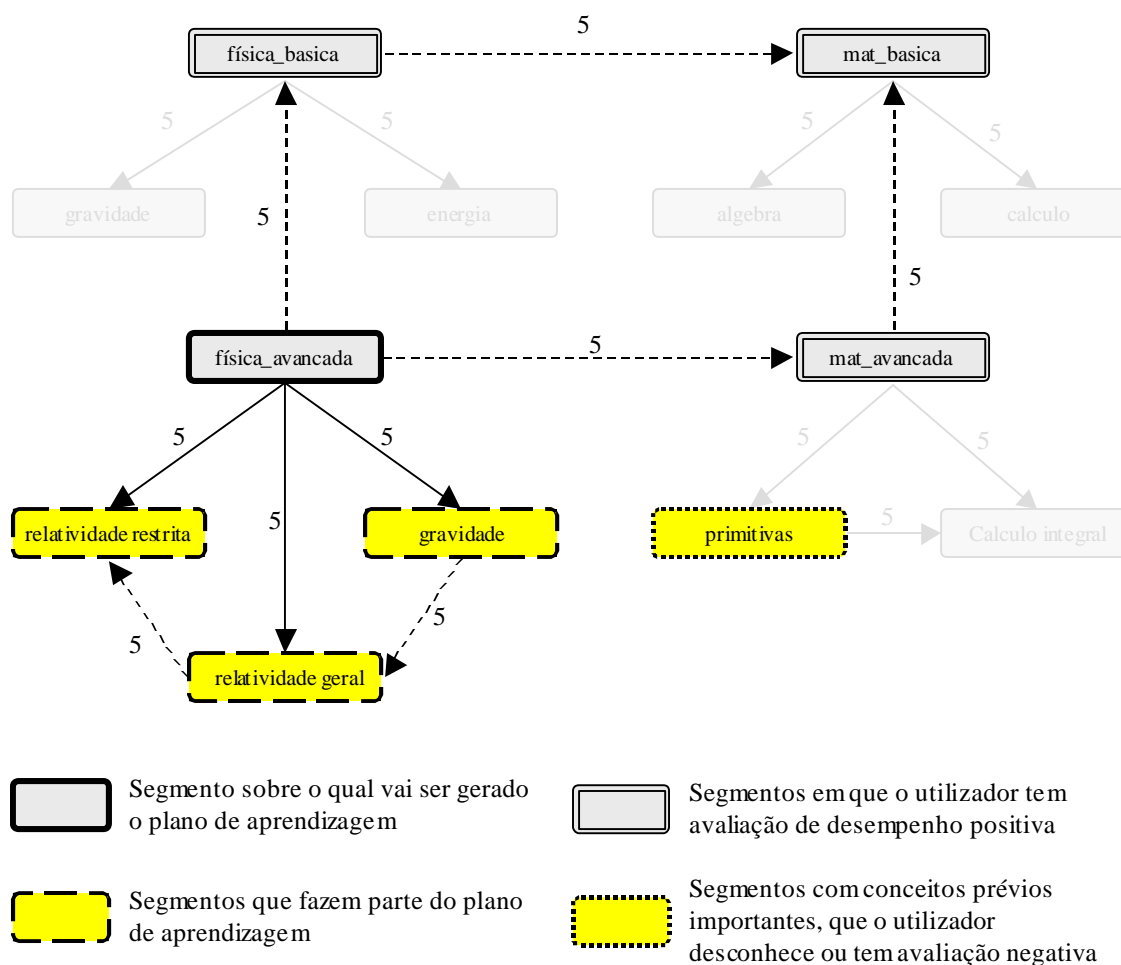 5
física_basica
mat_basica
5
5
5
5
gravidade
energia
algebra
calculo
5
5
física_avancada
5
mat_avancada
5
5
5
5
relatividade restrita
5
gravidade
primitivas
5
Calculo integral
5
5
relatividade geral
Segmento sobre o qual vai ser gerado
o plano de aprendizagem
Segmentos em que o utilizador tem
avaliação de desempenho positiva
Segmentos que fazem parte do plano
de aprendizagem
Segmentos com conceitos prévios
importantes, que o utilizador
desconhece ou tem avaliação negativa